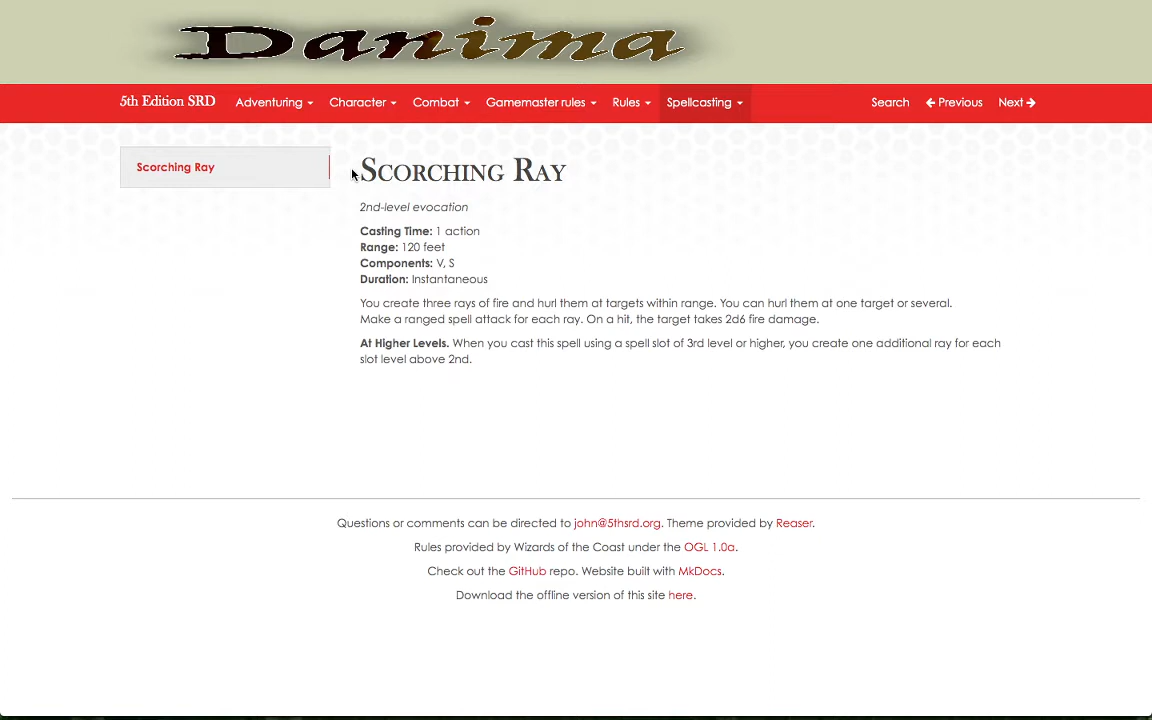 Danima
5th Edition SRD Adventuring Character Combat Gamemaster rules Rules Spellcasting Search Previous Next
Scorching Ray
Scorching Ray
2nd-level evocation
Casting Time: 1 action
Range: 120 feet
Components: V, S
Duration: Instantaneous
You create three rays of fire and hurl them at targets within range. You can hurl them at one target or several.
Make a ranged spell attack for each ray. On a hit, the target takes 2d6 fire damage.
At Higher Levels. When you cast this spell using a spell slot of 3rd level or higher, you create one additional ray for each
slot level above 2nd.
Questions or comments can be directed to john@5thsrd.org. Theme provided by Reaser.
Rules provided by Wizards of the Coast under the OGL 1.0a.
Check out the GitHub repo. Website built with MkDocs.
Download the offline version of this site here.